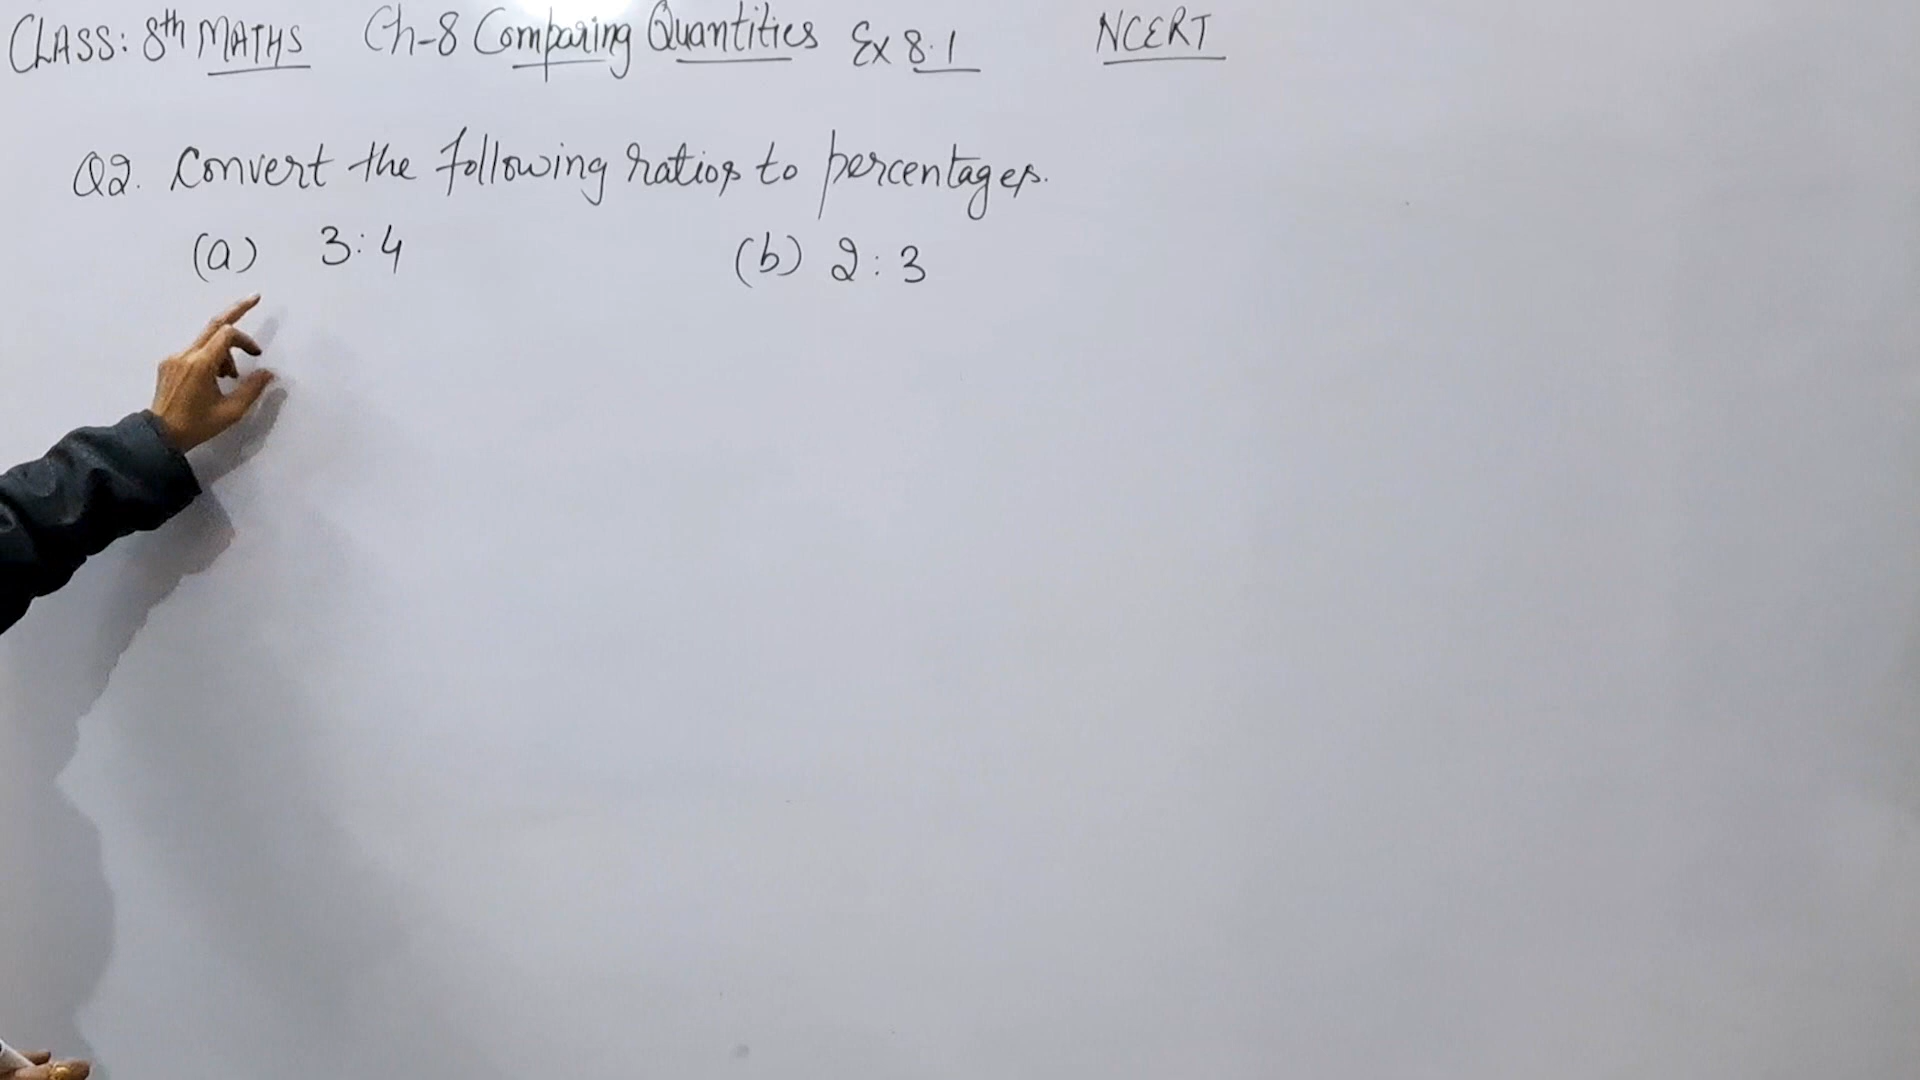 CLASS: 8th MATHS Ch-8 Comparing Quantities Ex 8.1 NCERT
Q2. Convert the following ratios to percentages.
(a) 3:4 (b) 2:3